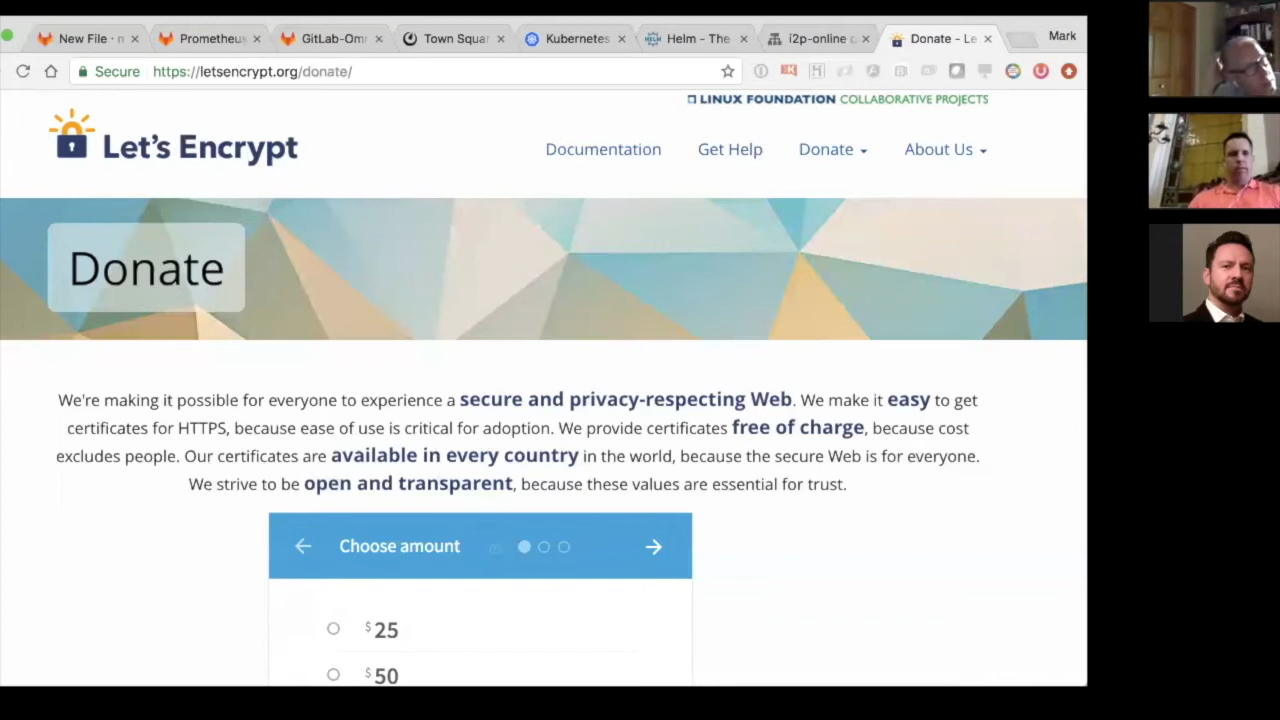 New File · n
Prometheus
GitLab-Omn
Town Squar
Kubernetes
Helm - The
i2p-online c
Donate - Le
Mark
Secure
https://letsencrypt.org/donate/
LINUX FOUNDATION COLLABORATIVE PROJECTS
Let's Encrypt
Documentation
Get Help
Donate
About Us
Donate
We're making it possible for everyone to experience a secure and privacy-respecting Web. We make it easy to get
certificates for HTTPS, because ease of use is critical for adoption. We provide certificates free of charge, because cost
excludes people. Our certificates are available in every country in the world, because the secure Web is for everyone.
We strive to be open and transparent, because these values are essential for trust.
Choose amount
$25
$50